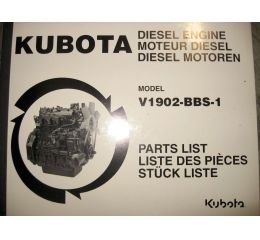 KUBOTA
DIESEL ENGINE
MOTEUR DIESEL
DIESEL MOTOREN
MODEL
V1902-BBS-1
PARTS LIST
LISTE DES PIÈCES
STÜCK LISTE
Kubota